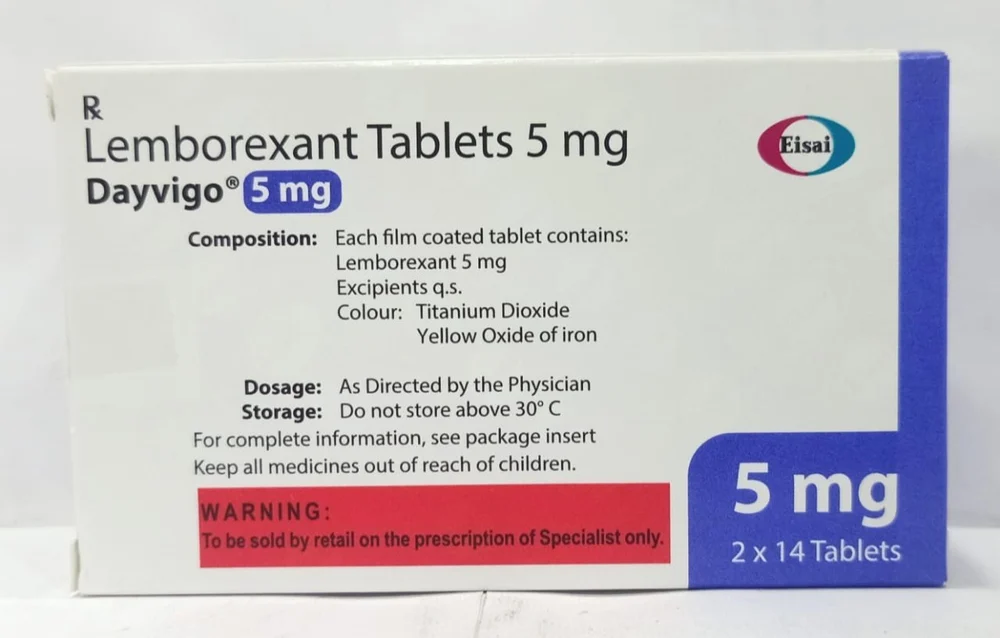 ℞
Lemborexant Tablets 5 mg
Dayvigo® 5 mg
Eisai
Composition: Each film coated tablet contains:
Lemborexant 5 mg
Excipients q.s.
Colour: Titanium Dioxide
Yellow Oxide of iron
Dosage: As Directed by the Physician
Storage: Do not store above 30° C
For complete information, see package insert
Keep all medicines out of reach of children.
WARNING:
To be sold by retail on the prescription of Specialist only.
5 mg
2 x 14 Tablets